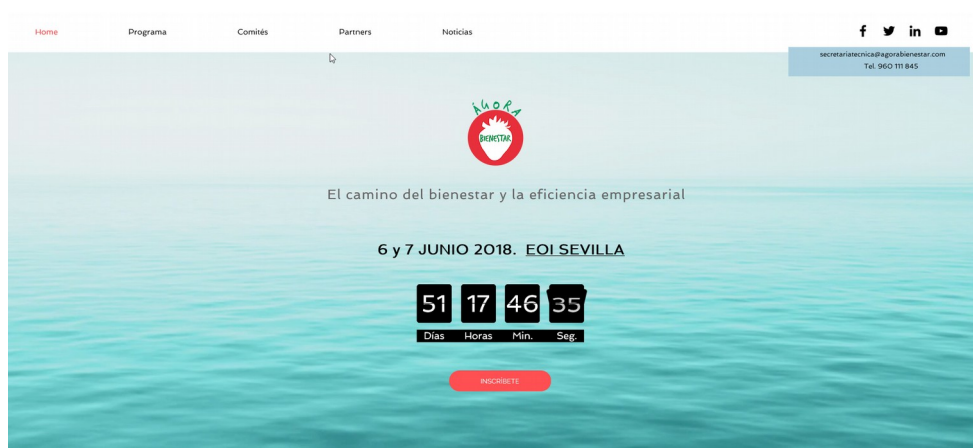 Home Programa Comités Partners Noticias
secretariatecnica@agorabienestar.com
Tel. 960 111 845
ÁGORA
BIENESTAR
El camino del bienestar y la eficiencia empresarial
6 y 7 JUNIO 2018. EOI SEVILLA
51 17 46 35
Días Horas Min. Seg.
INSCRÍBETE